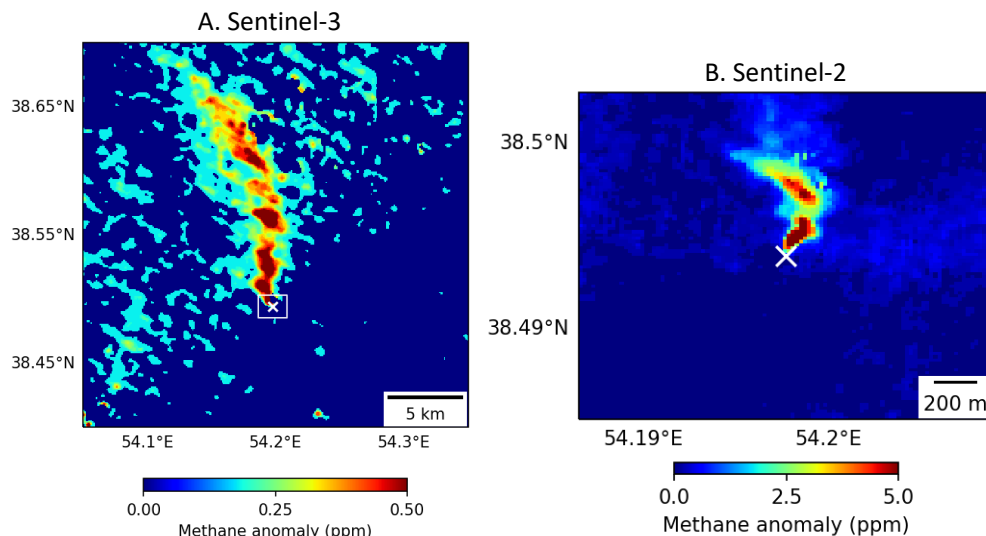 A. Sentinel-3
38.65°N
38.55°N
38.45°N
5 km
54.1°E 54.2°E 54.3°E
0.00 0.25 0.50
Methane anomaly (ppm)
B. Sentinel-2
38.5°N
38.49°N
200 m
54.19°E 54.2°E
0.0 2.5 5.0
Methane anomaly (ppm)